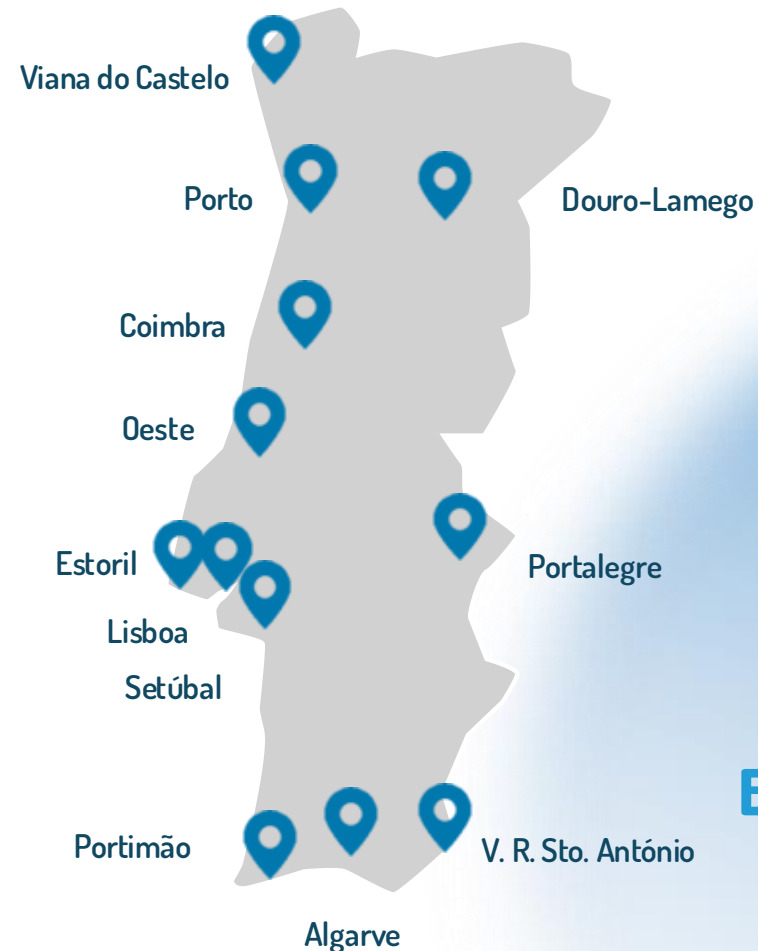 Viana do Castelo
Porto
Douro-Lamego
Coimbra
Oeste
Estoril
Portalegre
Lisboa
Setúbal
E
Portimão
V. R. Sto. António
Algarve